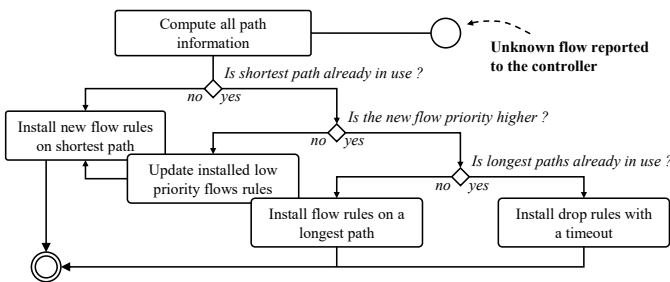 Compute all path
information
Unknown flow reported
to the controller
Is shortest path already in use ?
no
yes
Install new flow rules
on shortest path
Is the new flow priority higher ?
no
yes
Update installed low
priority flows rules
Is longest paths already in use ?
no
yes
Install flow rules on a
longest path
Install drop rules with
a timeout